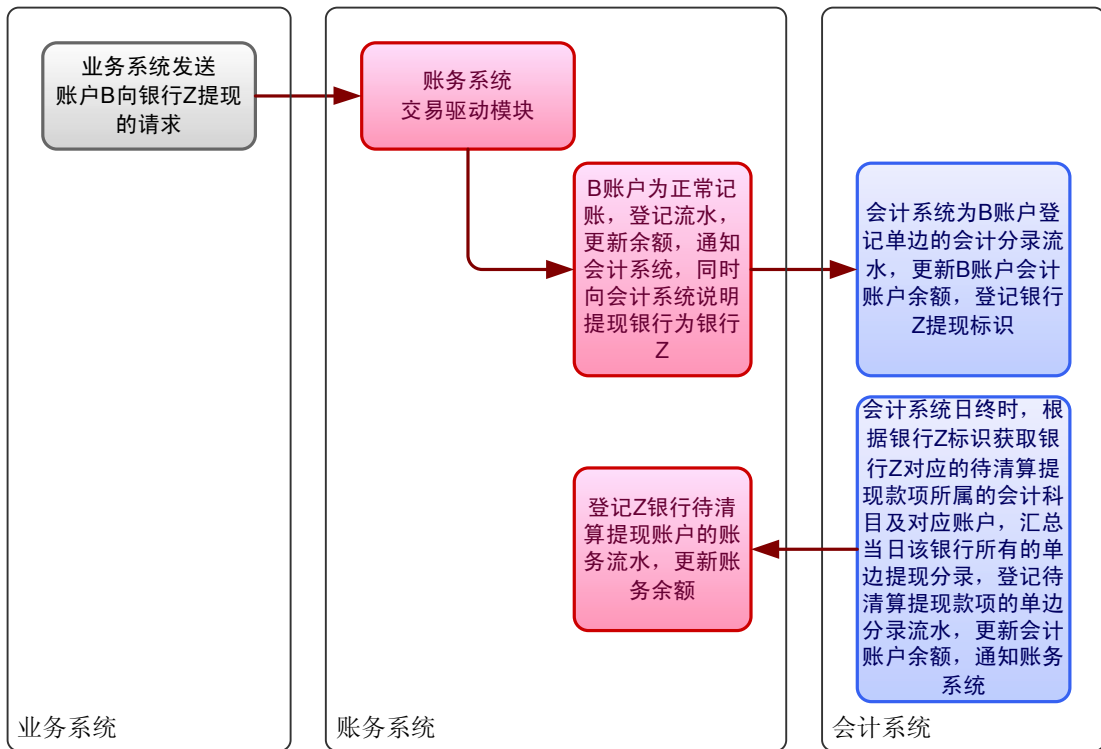 业务系统发送
账户B向银行Z提现
的请求
账务系统
交易驱动模块
B账户为正常记
账，登记流水，
更新余额，通知
会计系统，同时
向会计系统说明
提现银行为银行
Z
会计系统为B账户登
记单边的会计分录流
水，更新B账户会计
账户余额，登记银行
Z提现标识
会计系统日终时，根
据银行Z标识获取银
行Z对应的待清算提
现款项所属的会计科
目及对应账户，汇总
当日该银行所有的单
边提现分录，登记待
清算提现款项的单边
分录流水，更新会计
账户余额，通知账务
系统
登记Z银行待清
算提现账户的账
务流水，更新账
务余额
业务系统
账务系统
会计系统